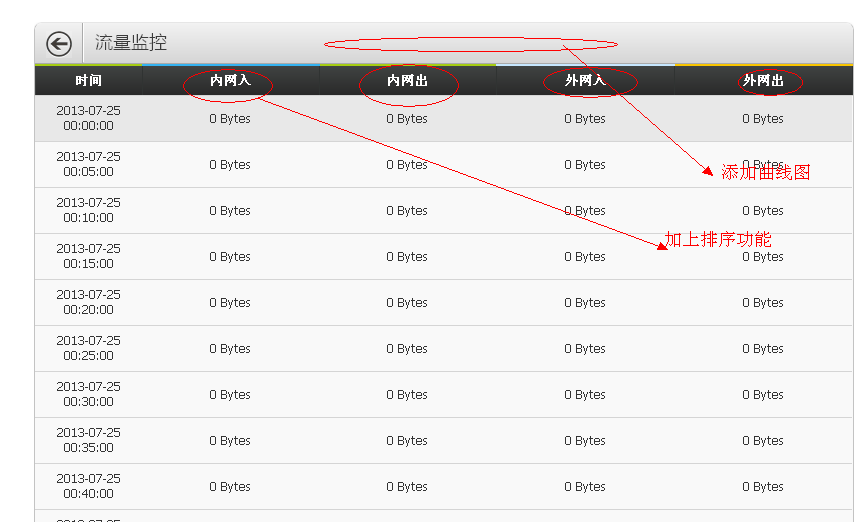 流量监控
时间 内网入 内网出 外网入 外网出
2013-07-25
00:00:00 0 Bytes 0 Bytes 0 Bytes 0 Bytes
2013-07-25
00:05:00 0 Bytes 0 Bytes 0 Bytes 0 Bytes
添加曲线图
2013-07-25
00:10:00 0 Bytes 0 Bytes 0 Bytes 0 Bytes
加上排序功能
2013-07-25
00:15:00 0 Bytes 0 Bytes 0 Bytes 0 Bytes
2013-07-25
00:20:00 0 Bytes 0 Bytes 0 Bytes 0 Bytes
2013-07-25
00:25:00 0 Bytes 0 Bytes 0 Bytes 0 Bytes
2013-07-25
00:30:00 0 Bytes 0 Bytes 0 Bytes 0 Bytes
2013-07-25
00:35:00 0 Bytes 0 Bytes 0 Bytes 0 Bytes
2013-07-25
00:40:00 0 Bytes 0 Bytes 0 Bytes 0 Bytes